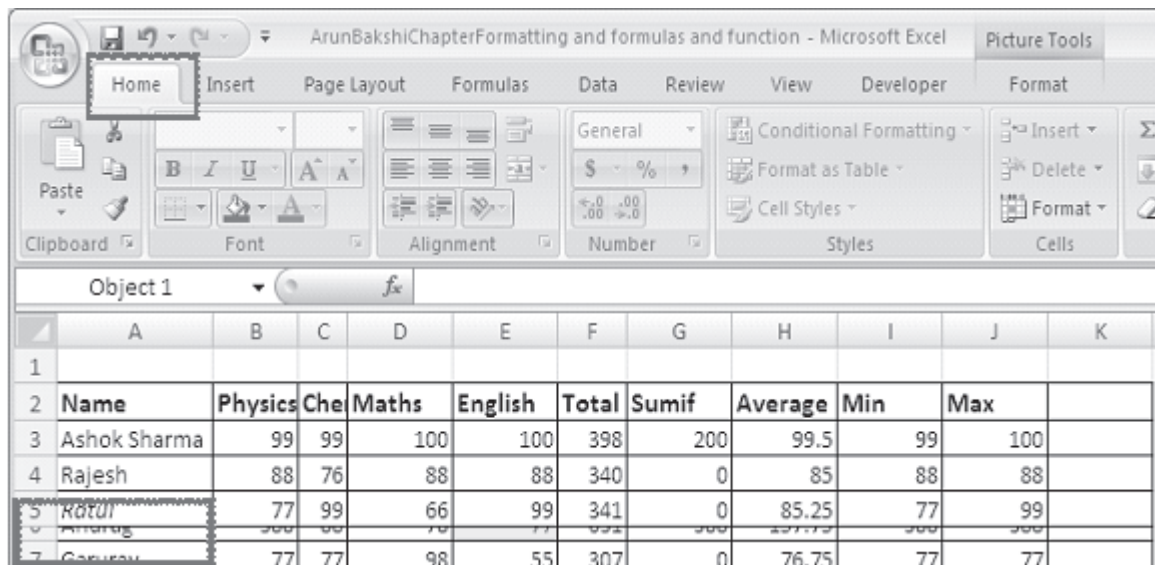 ArunBakshiChapterFormatting and formulas and function - Microsoft Excel Picture Tools
Home Insert Page Layout Formulas Data Review View Developer Format
General Conditional Formatting Insert Σ
B I U A A $ % , Format as Table Delete
Paste A .00 .00 Cell Styles Format
Clipboard Font Alignment Number Styles Cells
Object 1 fx
A B C D E F G H I J K
1
2 Name Physics Che Maths English Total Sumif Average Min Max
3 Ashok Sharma 99 99 100 100 398 200 99.5 99 100
4 Rajesh 88 76 88 88 340 0 85 88 88
5 Ratul 77 99 66 99 341 0 85.25 77 99
7 77 77 98 55 307 0 76.75 77 77